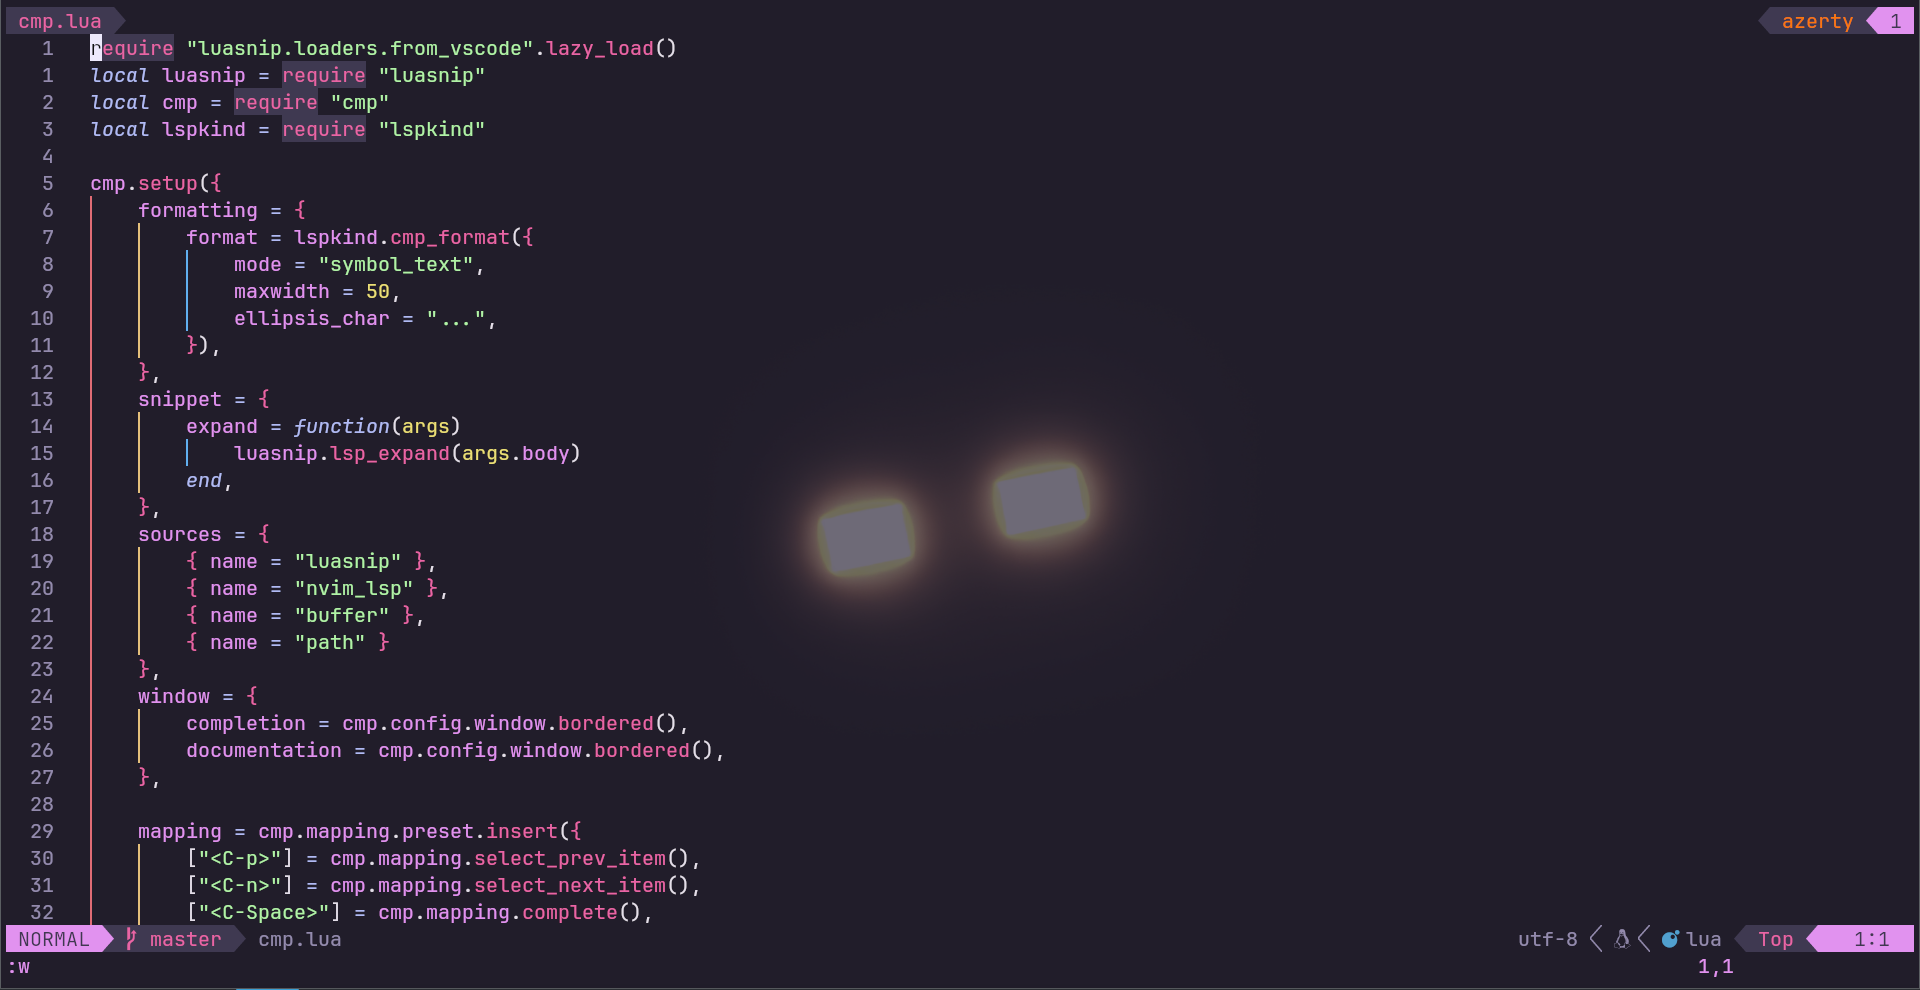 cmp.lua azerty 1
1 require "luasnip.loaders.from_vscode".lazy_load()
1 local luasnip = require "luasnip"
2 local cmp = require "cmp"
3 local lspkind = require "lspkind"
4
5 cmp.setup({
6     formatting = {
7         format = lspkind.cmp_format({
8             mode = "symbol_text",
9             maxwidth = 50,
10             ellipsis_char = "...",
11         }),
12     },
13     snippet = {
14         expand = function(args)
15             luasnip.lsp_expand(args.body)
16         end,
17     },
18     sources = {
19         { name = "luasnip" },
20         { name = "nvim_lsp" },
21         { name = "buffer" },
22         { name = "path" }
23     },
24     window = {
25         completion = cmp.config.window.bordered(),
26         documentation = cmp.config.window.bordered(),
27     },
28
29     mapping = cmp.mapping.preset.insert({
30         ["<C-p>"] = cmp.mapping.select_prev_item(),
31         ["<C-n>"] = cmp.mapping.select_next_item(),
32         ["<C-Space>"] = cmp.mapping.complete(),
NORMAL master cmp.lua utf-8 lua Top 1:1
:w 1,1